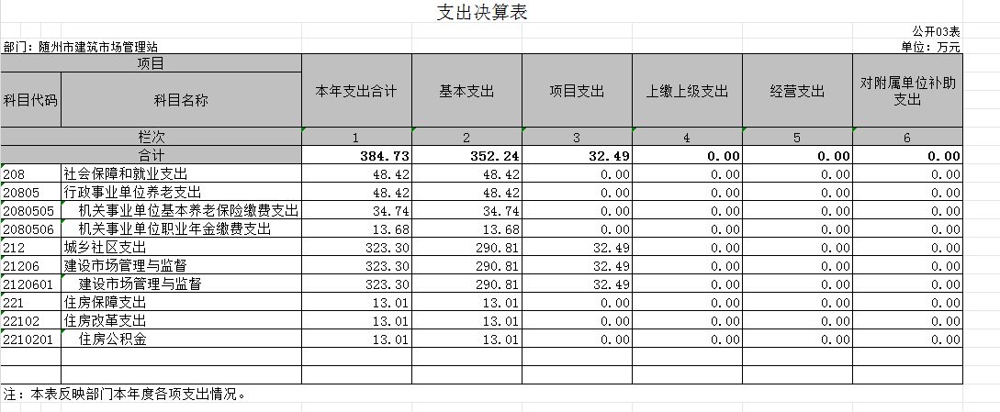 支出决算表
公开03表
部门：随州市建筑市场管理站 单位：万元
项目 本年支出合计 基本支出 项目支出 上缴上级支出 经营支出 对附属单位补助支出
科目代码 科目名称
栏次 1 2 3 4 5 6
合计 384.73 352.24 32.49 0.00 0.00 0.00
208 社会保障和就业支出 48.42 48.42 0.00 0.00 0.00 0.00
20805 行政事业单位养老支出 48.42 48.42 0.00 0.00 0.00 0.00
2080505 机关事业单位基本养老保险缴费支出 34.74 34.74 0.00 0.00 0.00 0.00
2080506 机关事业单位职业年金缴费支出 13.68 13.68 0.00 0.00 0.00 0.00
212 城乡社区支出 323.30 290.81 32.49 0.00 0.00 0.00
21206 建设市场管理与监督 323.30 290.81 32.49 0.00 0.00 0.00
2120601 建设市场管理与监督 323.30 290.81 32.49 0.00 0.00 0.00
221 住房保障支出 13.01 13.01 0.00 0.00 0.00 0.00
22102 住房改革支出 13.01 13.01 0.00 0.00 0.00 0.00
2210201 住房公积金 13.01 13.01 0.00 0.00 0.00 0.00
注：本表反映部门本年度各项支出情况。